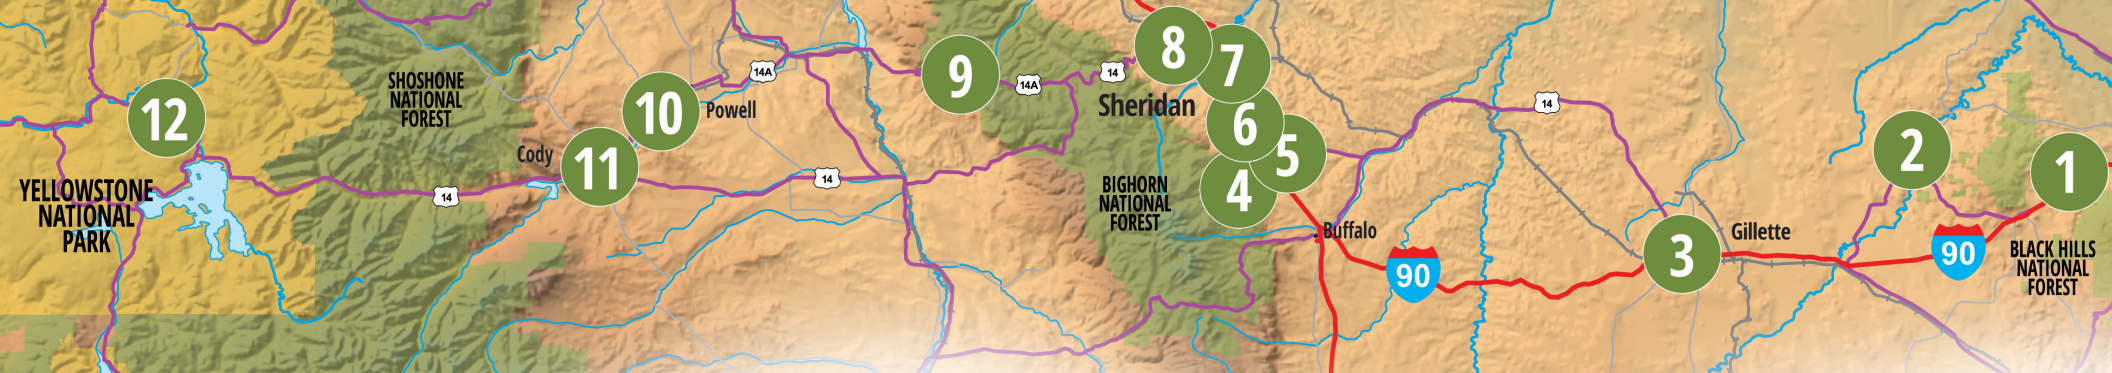 12
YELLOWSTONE
NATIONAL
PARK
SHOSHONE
NATIONAL
FOREST
14
Cody
11
10
Powell
14A
14
9
14A
14
8
7
Sheridan
6
5
4
BIGHORN
NATIONAL
FOREST
Buffalo
90
14
3
Gillette
2
90
1
BLACK HILLS
NATIONAL
FOREST